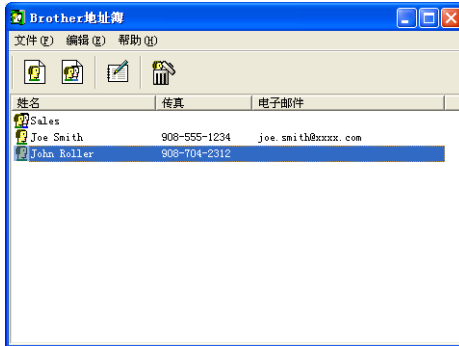 Brother地址簿
文件(F) 编辑(E) 帮助(H)
姓名 传真 电子邮件
Sales
Joe Smith 908-555-1234 joe.smith@xxxx.com
John Roller 908-704-2312